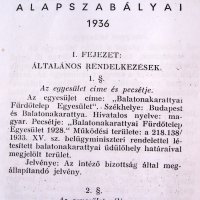 ALAPSZABÁLYAI
1936
I. FEJEZET:
ÁLTALÁNOS RENDELKEZÉSEK.
1. §.
Az egyesület címe és pecsétje.
Az egyesület címe: „Balatonakarattyai
Fürdőtelep Egyesület". Székhelye: Budapest
és Balatonakarattya. Hivatalos nyelve: ma-
gyar. Pecsétje: „Balatonakarattyai Fürdőtelep
Egyesület 1928." Működési területe: a 218.138/
1933. XV. sz. belügyminiszteri rendelettel lé-
tesített balatonakarattyai üdülőhely határaival
megjelölt terület.
Jelvénye: Az intéző bizottság által meg-
állapítandó jelvény.
2. §.